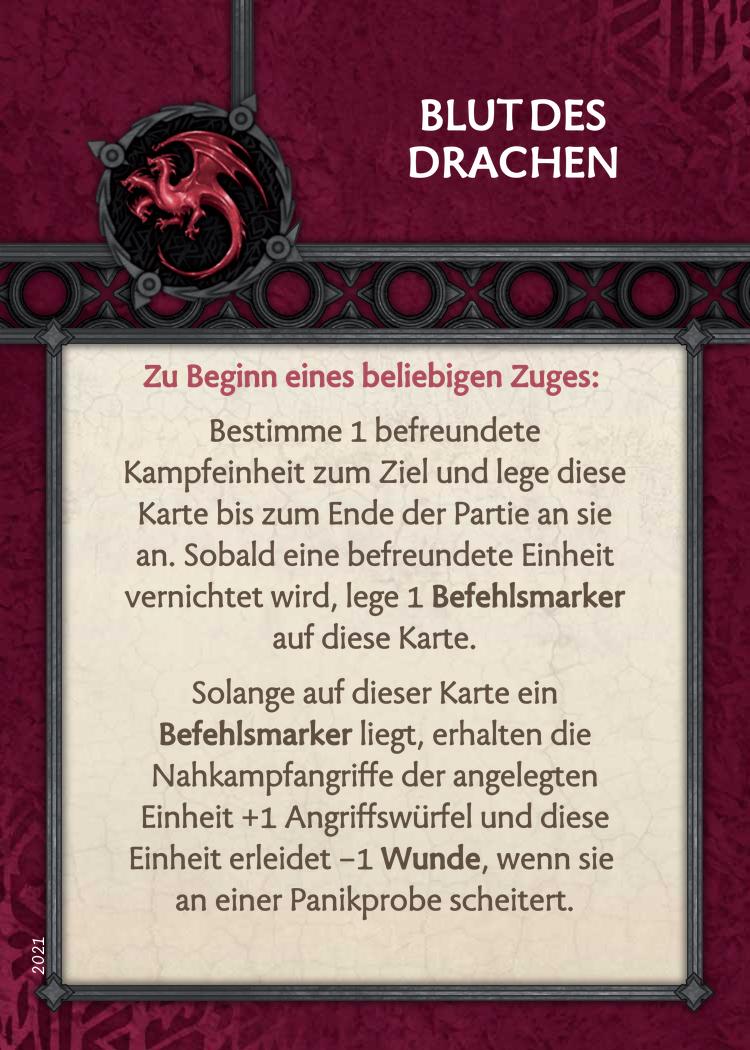 BLUT DES
DRACHEN
Zu Beginn eines beliebigen Zuges:
Bestimme 1 befreundete
Kampfeinheit zum Ziel und lege diese
Karte bis zum Ende der Partie an sie
an. Sobald eine befreundete Einheit
vernichtet wird, lege 1 Befehlsmarker
auf diese Karte.
Solange auf dieser Karte ein
Befehlsmarker liegt, erhalten die
Nahkampfangriffe der angelegten
Einheit +1 Angriffswürfel und diese
Einheit erleidet –1 Wunde, wenn sie
an einer Panikprobe scheitert.
2021